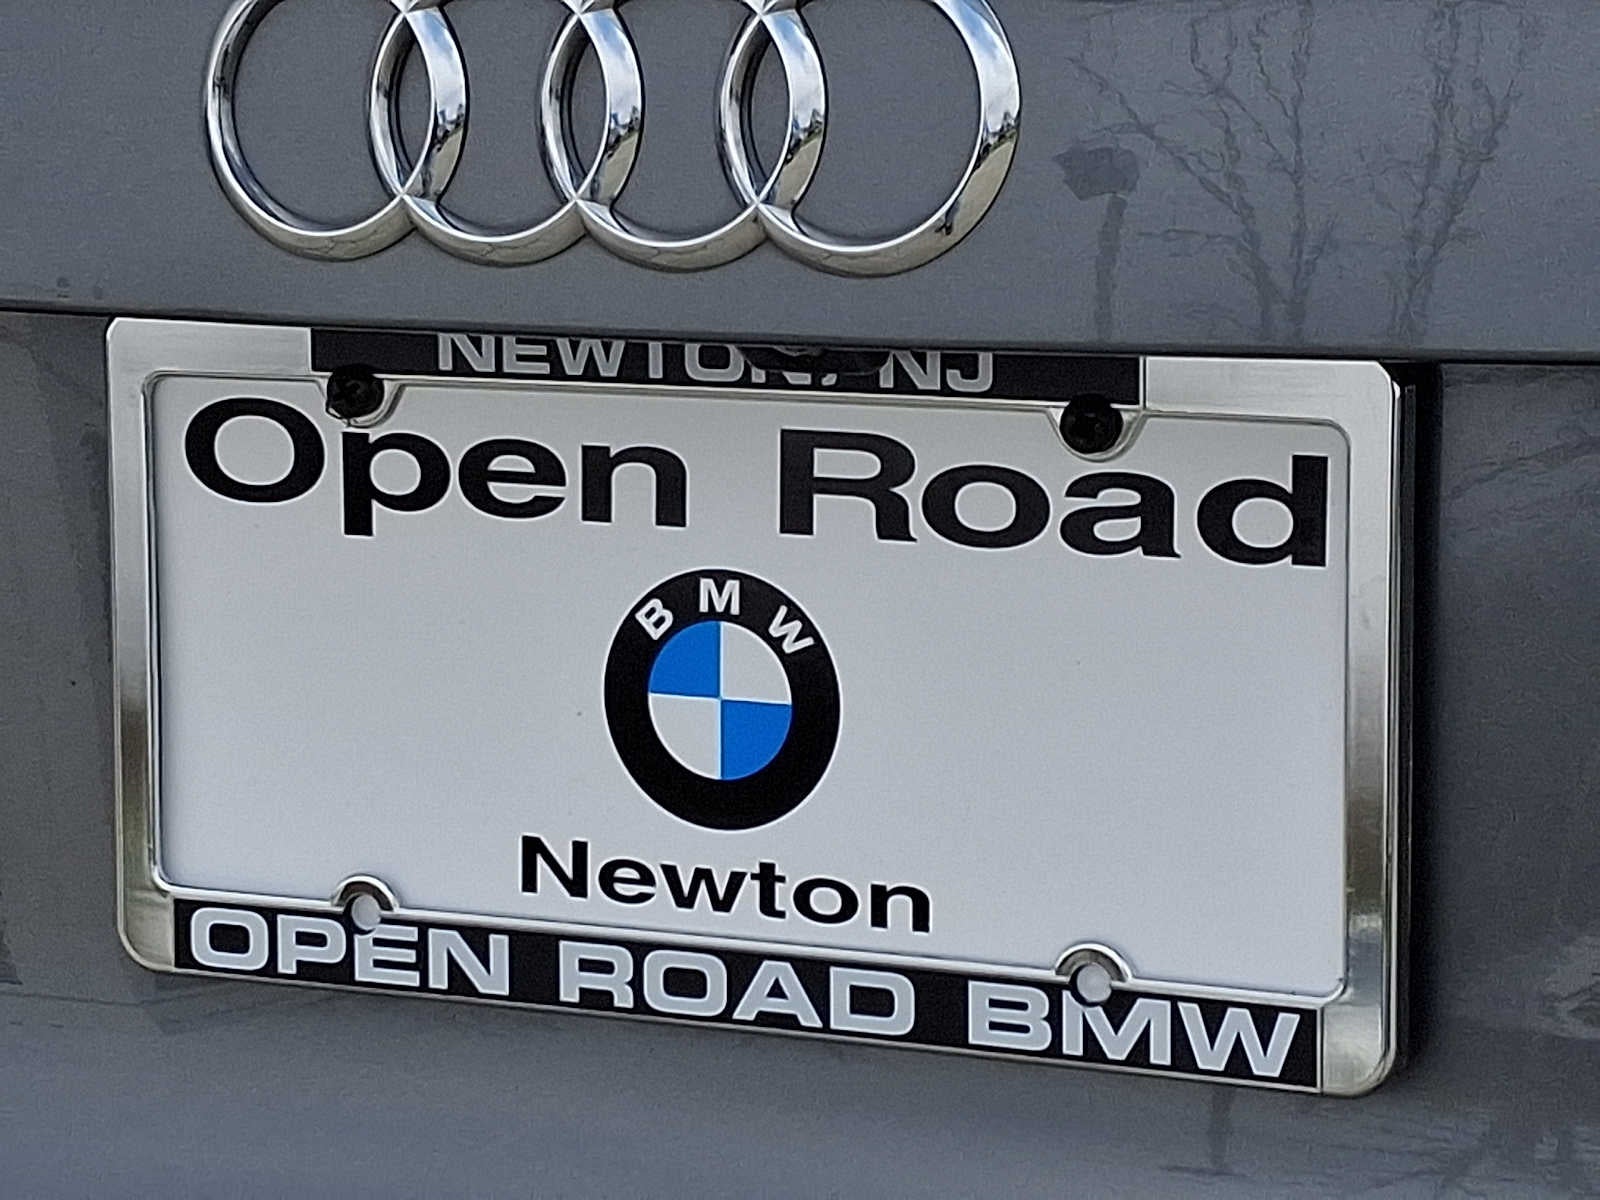 NEWTON, NJ
Open Road
BMW
Newton
OPEN ROAD BMW